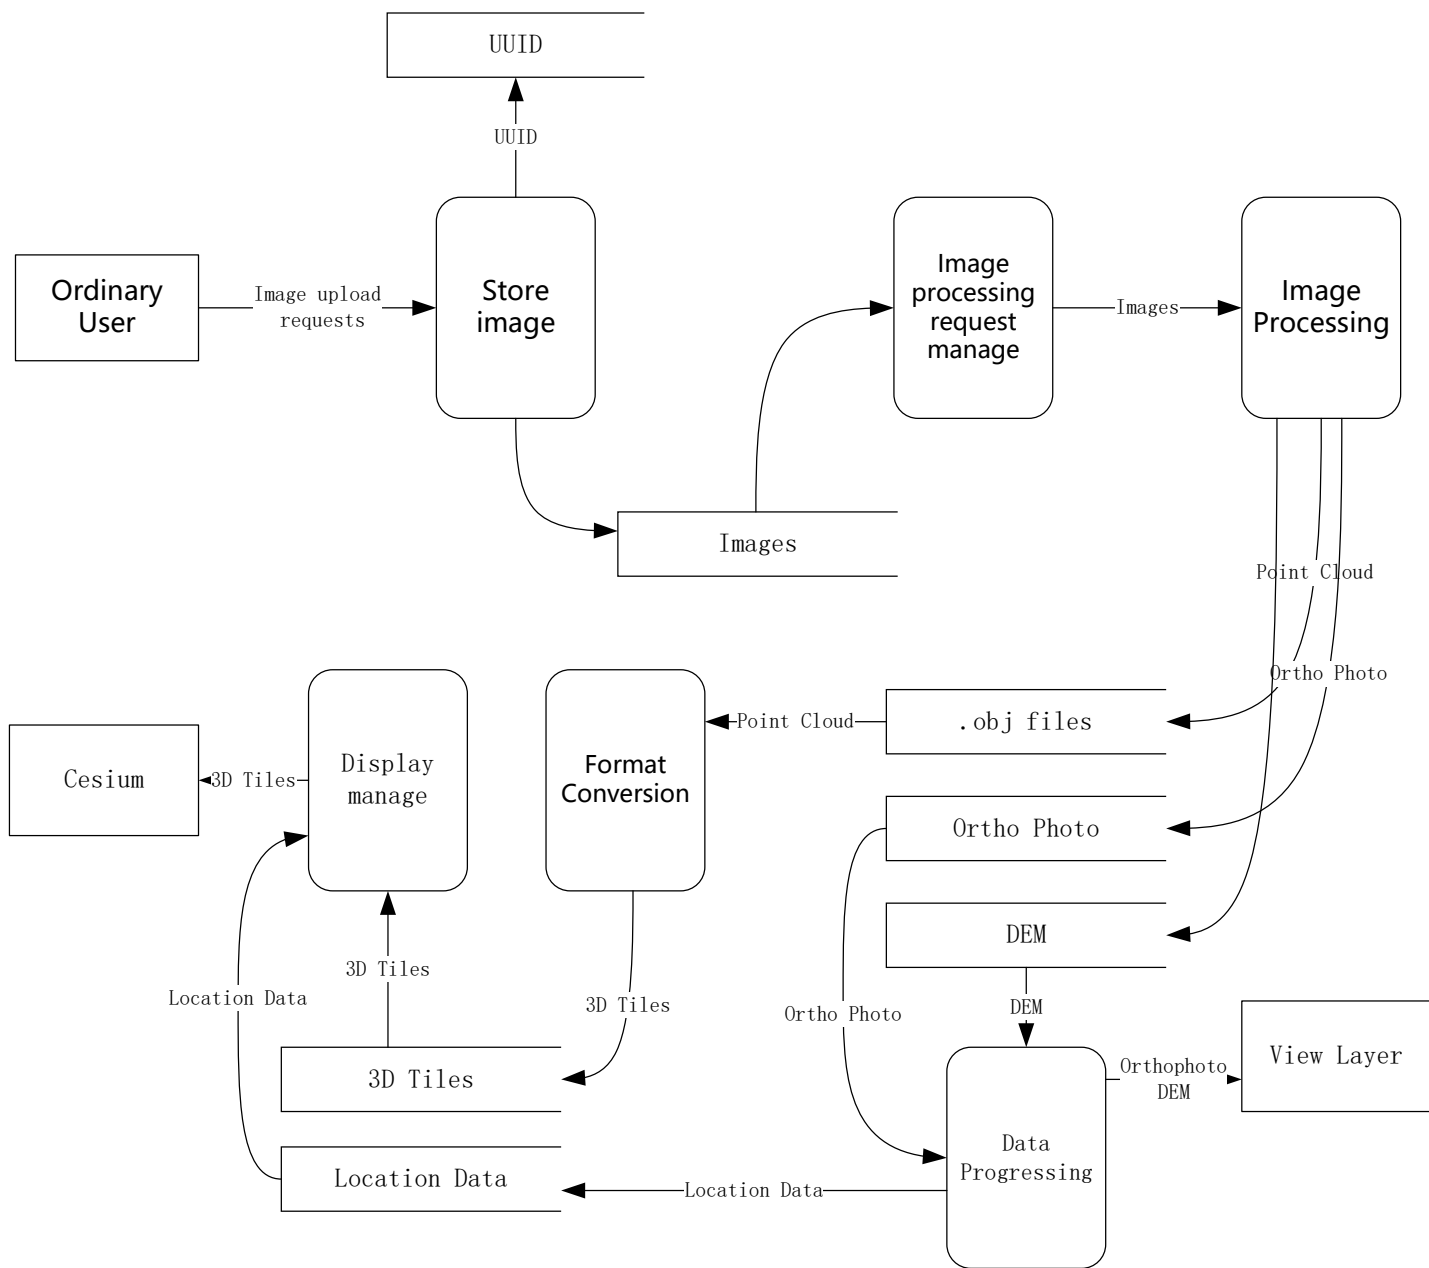 UUID
UUID
Ordinary
User
Image upload
requests
Store
image
Image
processing
request
manage
Images
Image
Processing
Images
Point Cloud
Ortho Photo
.obj files
Point Cloud
Format
Conversion
Display
manage
3D Tiles
Cesium
Ortho Photo
DEM
3D Tiles
Location Data
3D Tiles
Ortho Photo
DEM
View Layer
Orthophoto
DEM
3D Tiles
Data
Progressing
Location Data
Location Data